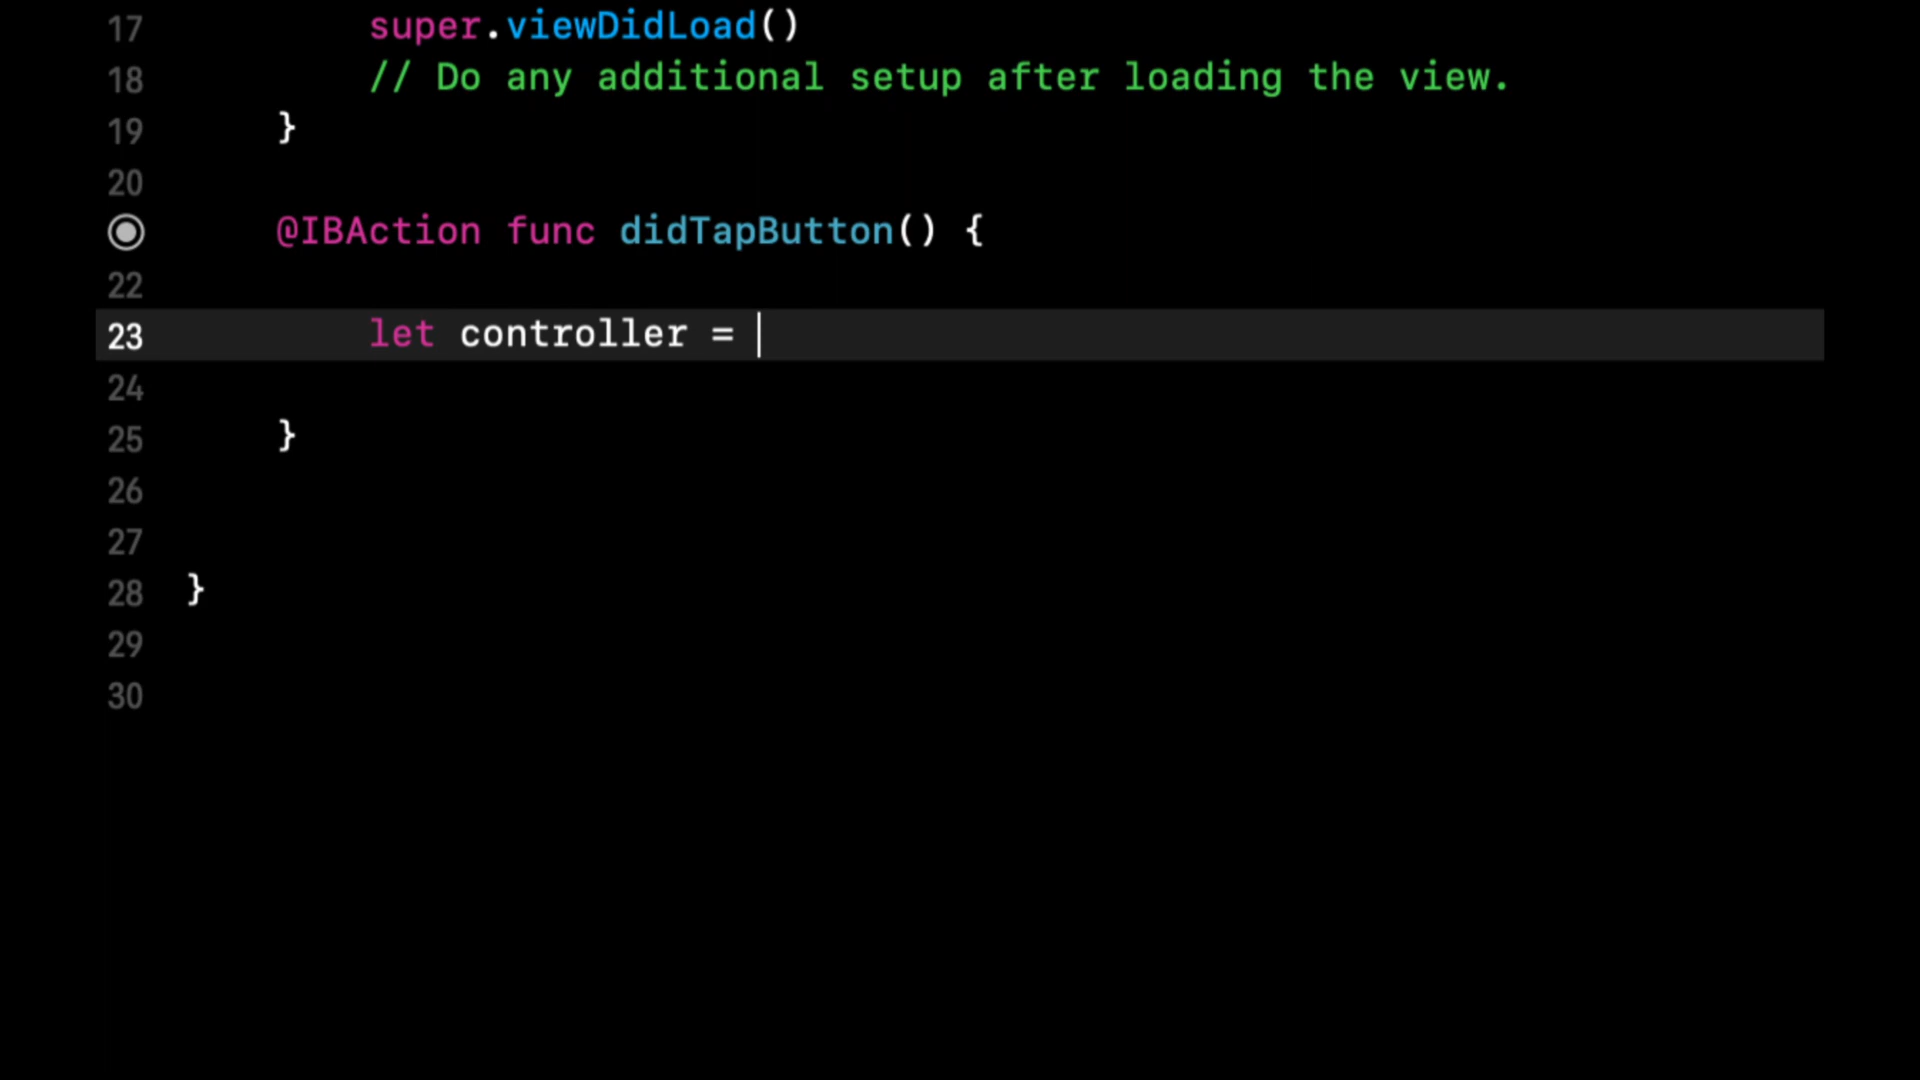 17 super.viewDidLoad()
18 // Do any additional setup after loading the view.
19 }
20
@IBAction func didTapButton() {
22
23 let controller =
24
25 }
26
27
28 }
29
30